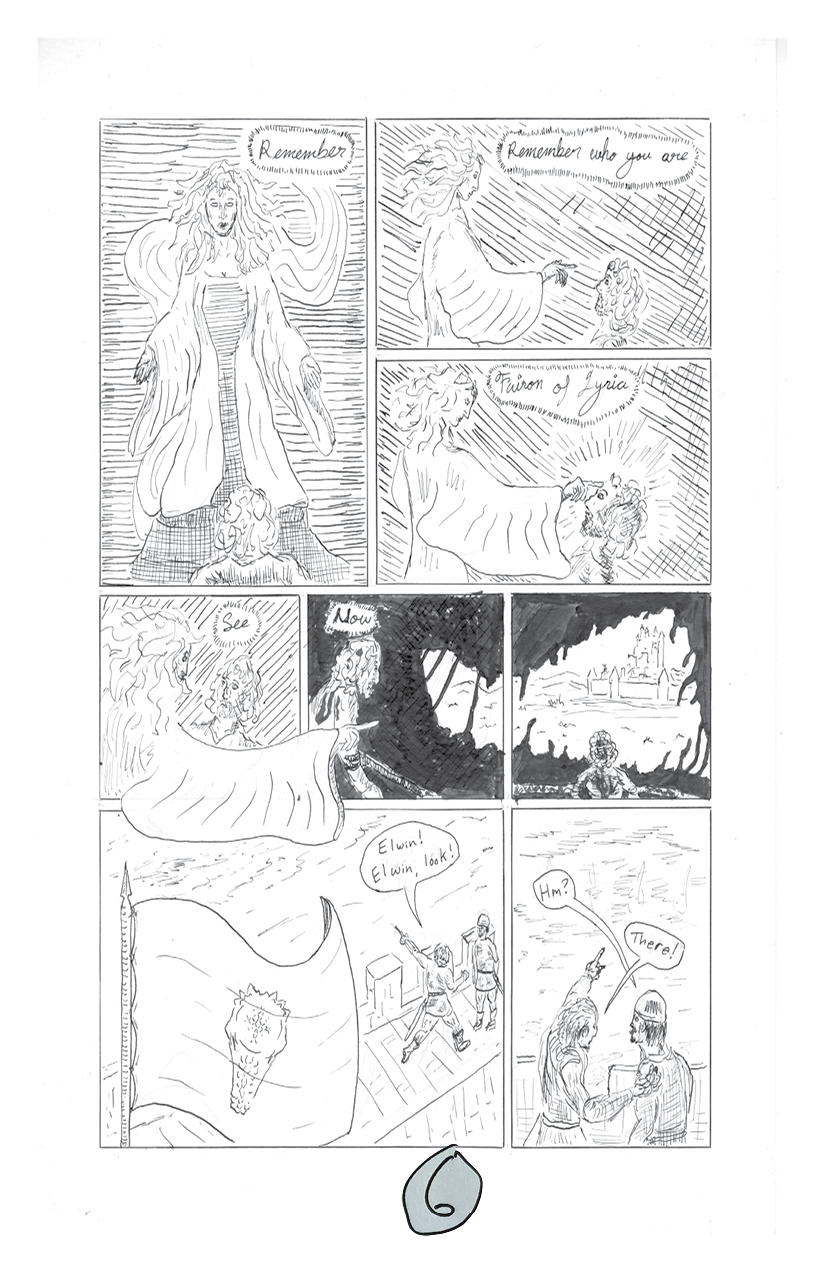 Remember
Remember who you are
Fairon of Lyria
See
Now
Elwin!
Elwin, look!
Hm?
There!
6